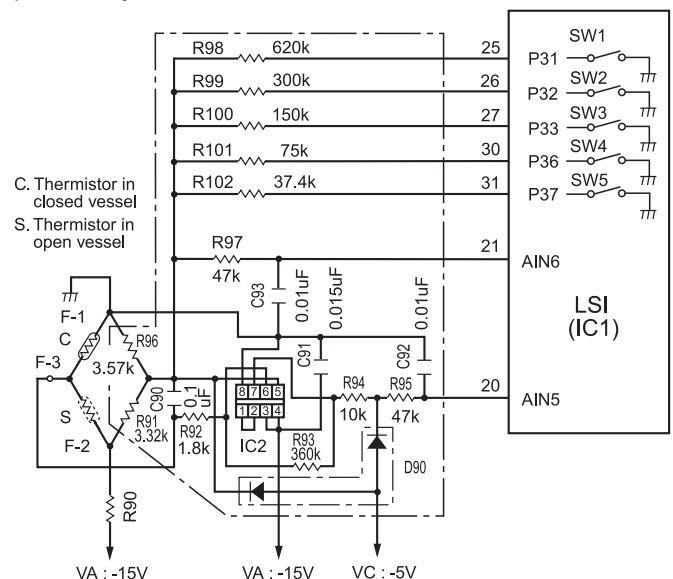 R98 620k 25 P31 SW1
R99 300k 26 P32 SW2
R100 150k 27 P33 SW3
R101 75k 30 P36 SW4
R102 37.4k 31 P37 SW5
C. Thermistor in
closed vessel
S. Thermistor in
open vessel
R97
47k
21
AIN6
C93
0.01uF
0.015uF
0.01uF
LSI
(IC1)
F-1
C
R96
3.57k
F-3
C91
C92
C90
0.1
uF
8 7 6 5
1 2 3 4
IC2
R94
10k
R95
47k
20
AIN5
S
F-2
R91
3.32k
R92
1.8k
R93
360k
D90
R90
VA : -15V
VA : -15V
VC : -5V